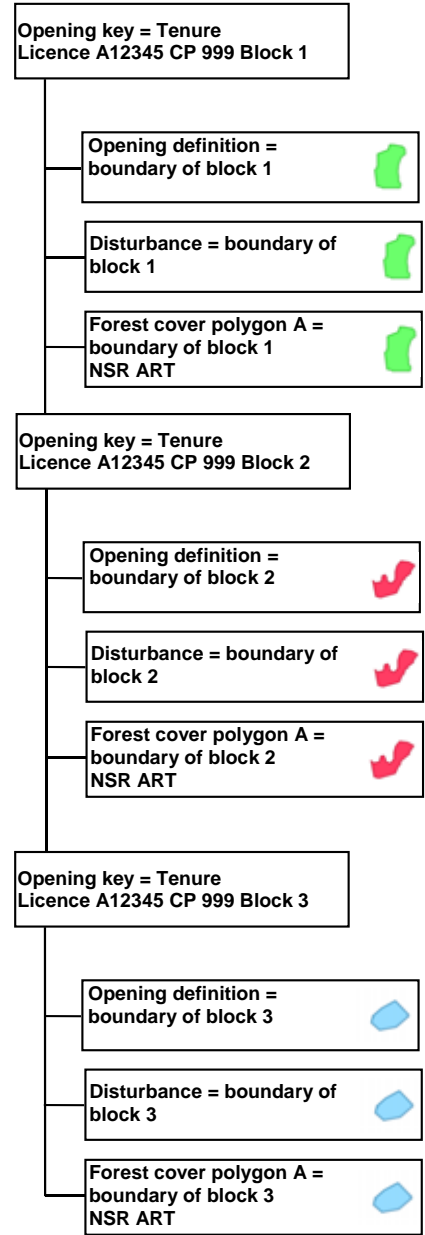 Opening key = Tenure
Licence A12345 CP 999 Block 1
Opening definition =
boundary of block 1
Disturbance = boundary of
block 1
Forest cover polygon A =
boundary of block 1
NSR ART
Opening key = Tenure
Licence A12345 CP 999 Block 2
Opening definition =
boundary of block 2
Disturbance = boundary of
block 2
Forest cover polygon A =
boundary of block 2
NSR ART
Opening key = Tenure
Licence A12345 CP 999 Block 3
Opening definition =
boundary of block 3
Disturbance = boundary of
block 3
Forest cover polygon A =
boundary of block 3
NSR ART